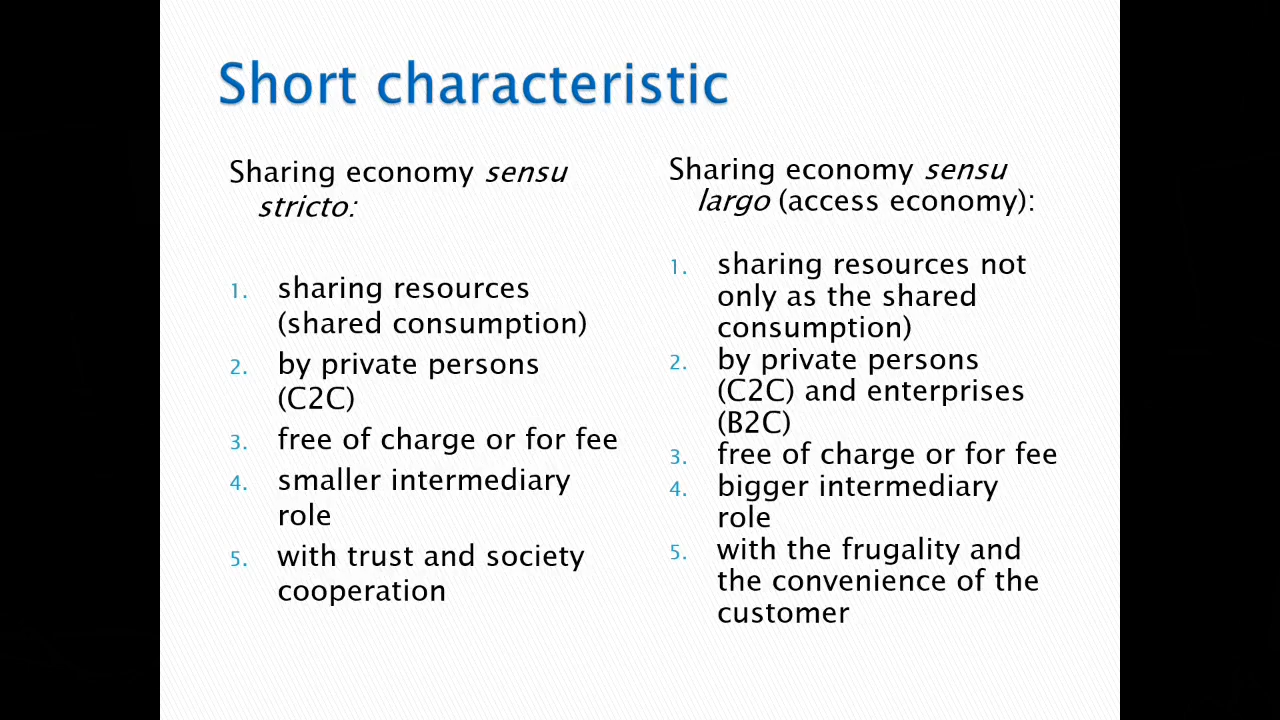 Short characteristic
Sharing economy sensu
stricto:
1. sharing resources
(shared consumption)
2. by private persons
(C2C)
3. free of charge or for fee
4. smaller intermediary
role
5. with trust and society
cooperation
Sharing economy sensu
largo (access economy):
1. sharing resources not
only as the shared
consumption)
2. by private persons
(C2C) and enterprises
(B2C)
3. free of charge or for fee
4. bigger intermediary
role
5. with the frugality and
the convenience of the
customer